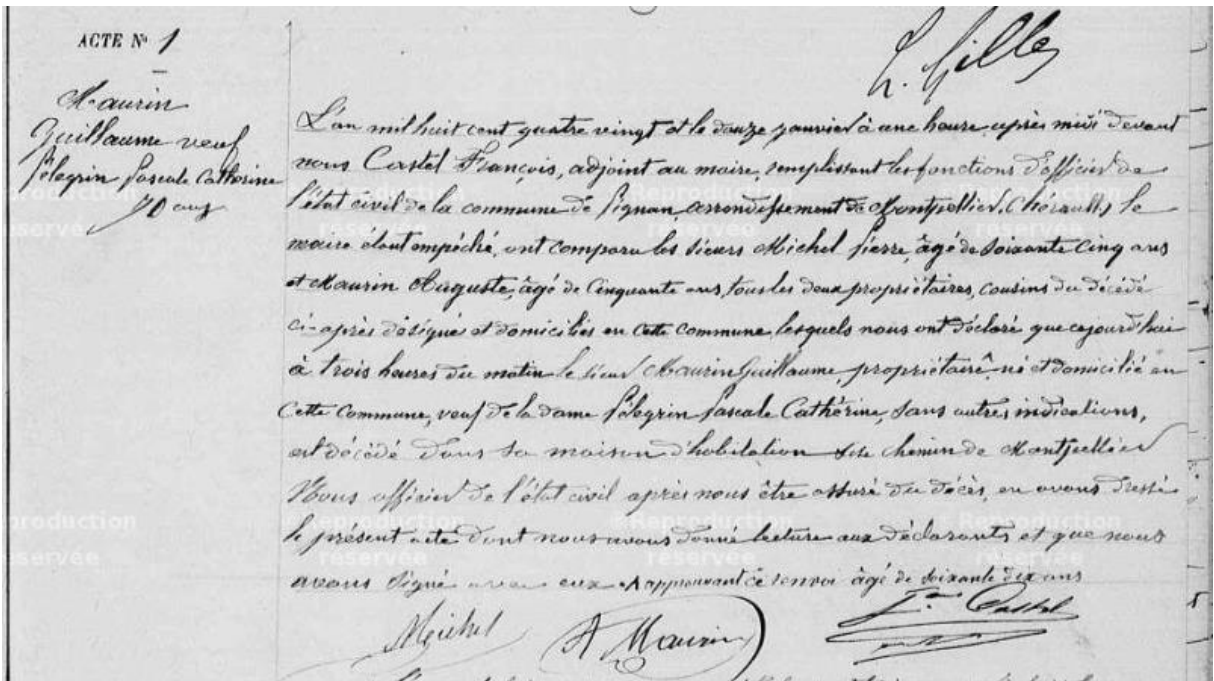 ACTE N° 1
L. Gilles
Maurin
Guillaume veuf
Pélegrin Pascale Catherine
70 ans
L'an mil huit cent quatre vingt et le douze janvier à une heure après midi devant
nous Castel François, adjoint au maire, remplissant les fonctions d'officier de
l'état civil de la commune de Pignan, arrondissement de Montpellier (hérault) le
maire étant empêché, ont comparu les sieurs Michel Pierre, âgé de soixante cinq ans
et Maurin Auguste, âgé de cinquante ans, tous les deux propriétaires, cousins du décédé
ci-après désigné et domiciliés en cette commune, lesquels nous ont déclaré que cejourd'hui
à trois heures du matin le sieur Maurin Guillaume, propriétaire, né et domicilié en
cette commune, veuf de la dame Pélegrin Pascale Cathérine, sans autres indications,
est décédé dans sa maison d'habitation sise chemin de Montpellier
Nous officier de l'état civil après nous être assuré du décès, en avons dressé
le présent acte dont nous avons donné lecture aux déclarants et que nous
avons signé avec eux. Approuvant ce renvoi âgé de soixante dix ans
Michel A Maurin F. Castel
©Reproduction
réservée